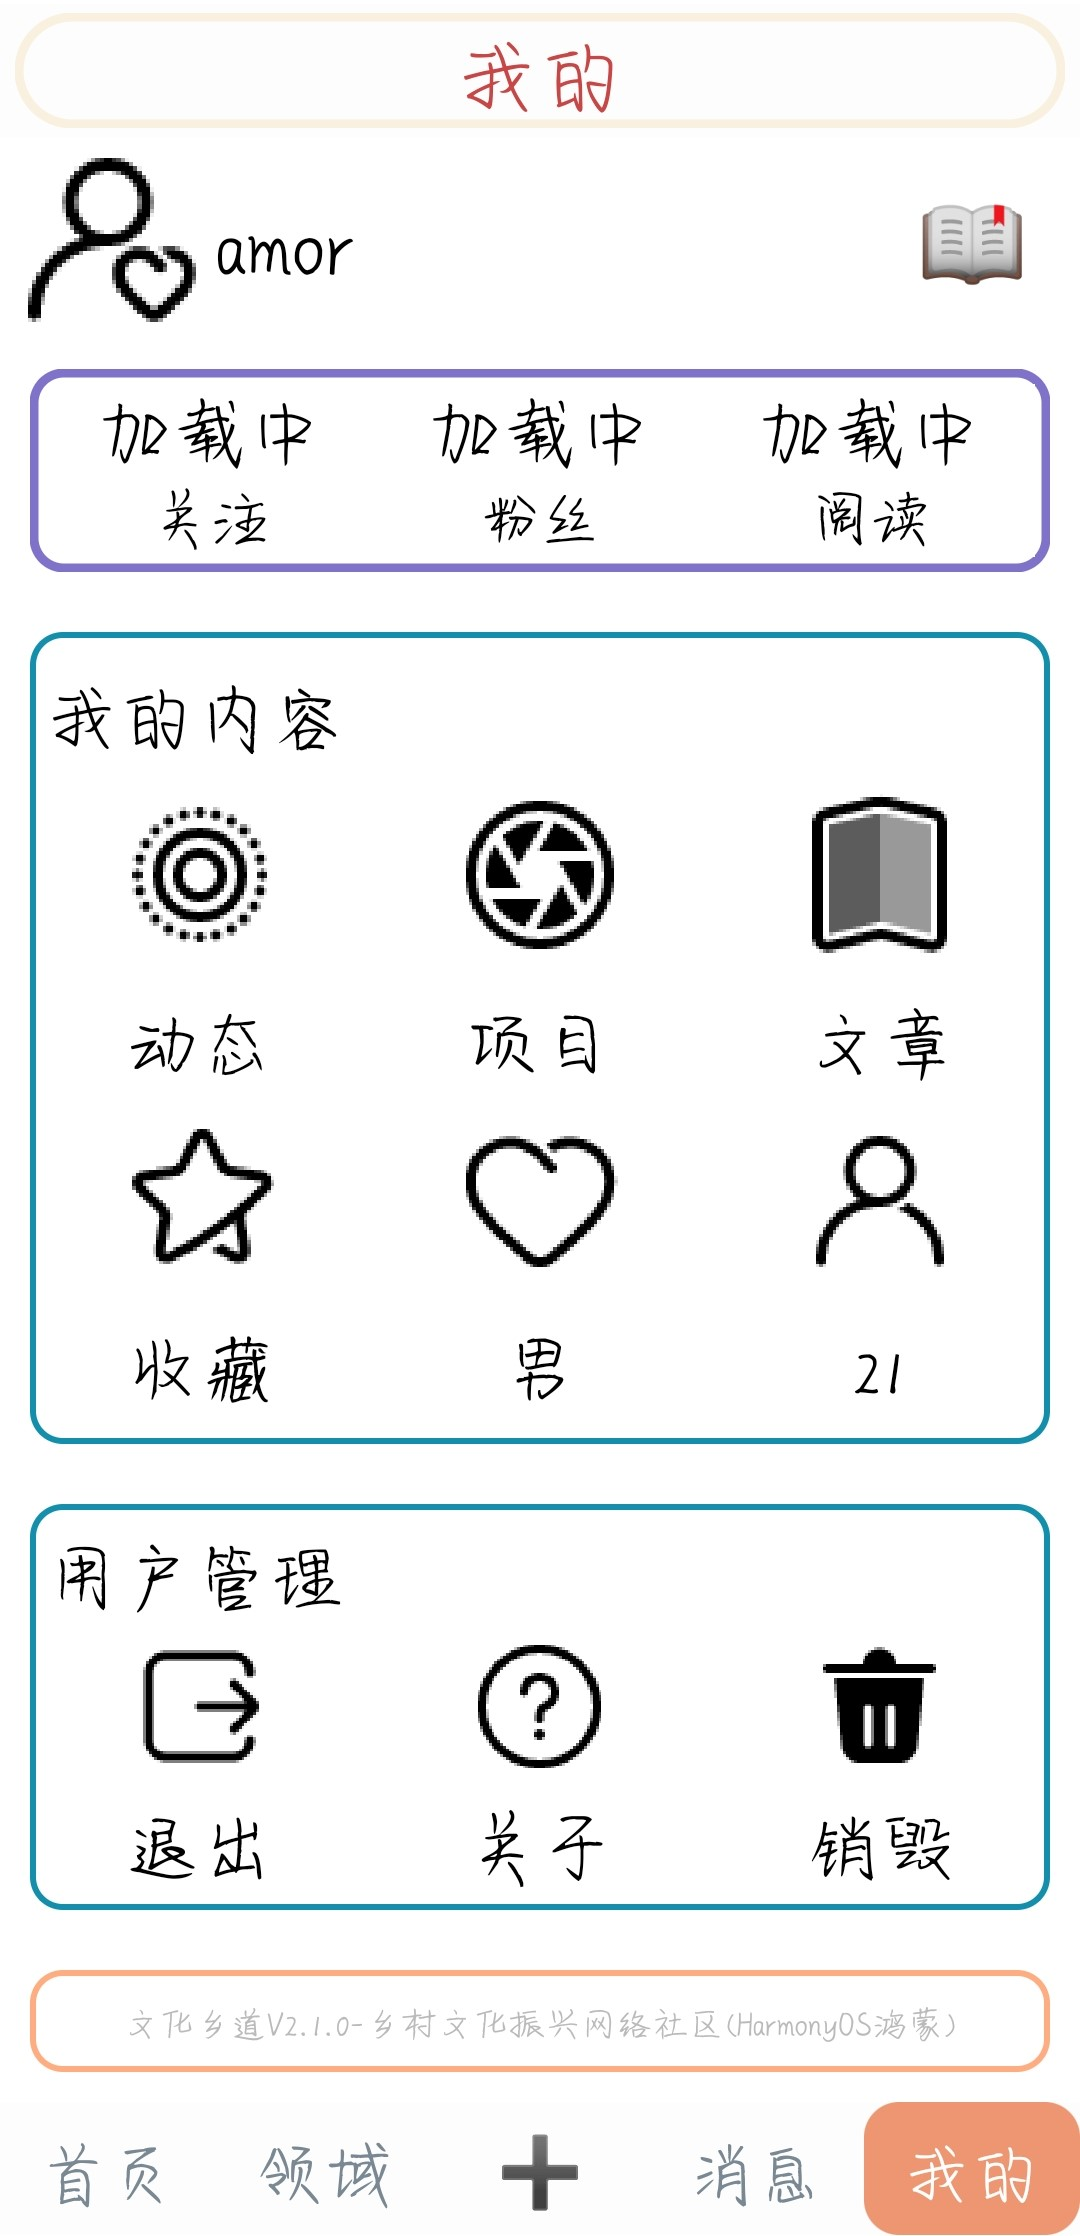 我的
amor
加载中 加载中 加载中
关注 粉丝 阅读
我的内容
动态 项目 文章
收藏 男 21
用户管理
退出 关于 销毁
文化乡道V2.1.0-乡村文化振兴网络社区(HarmonyOS鸿蒙)
首页 领域 消息 我的